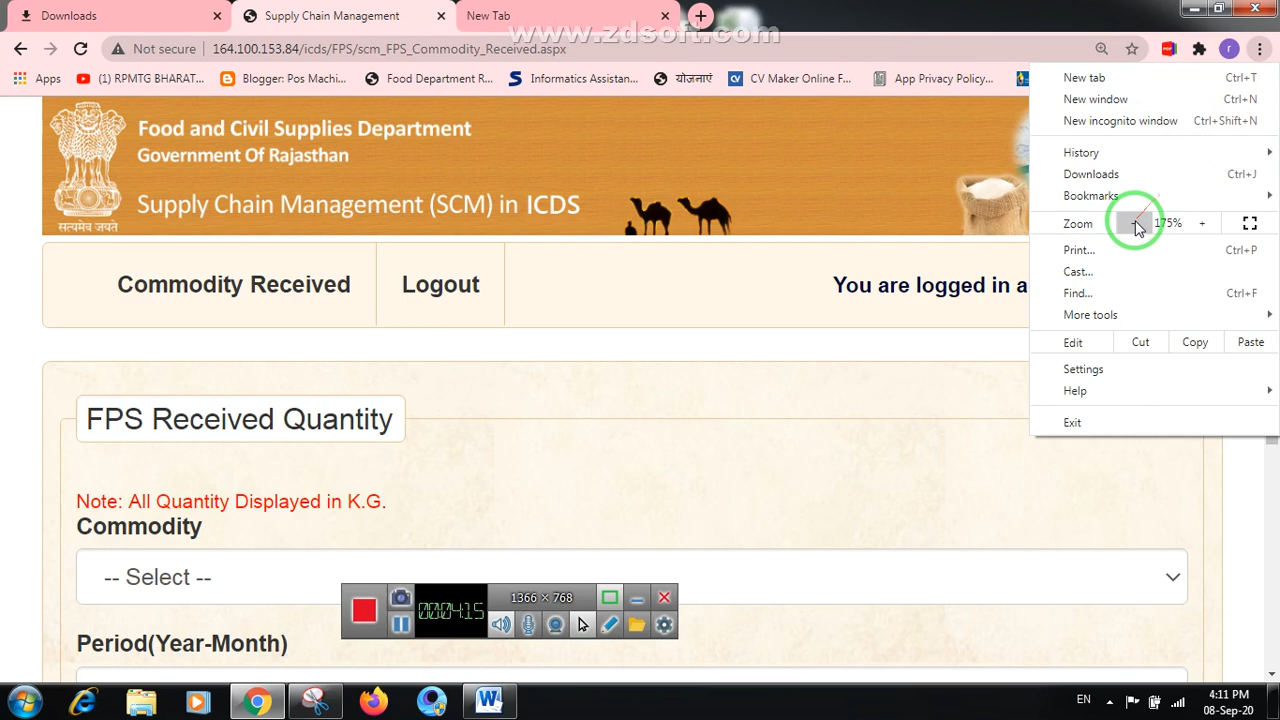 Downloads
Supply Chain Management
New Tab
www.zdsoft.com
Not secure
164.100.153.84/icds/FPS/scm_FPS_Commodity_Received.aspx
PDF
r
Apps
(1) RPMTG BHARAT...
Blogger: Pos Machi...
Food Department R...
Informatics Assistan...
योजनाएं
CV Maker Online F...
App Privacy Policy...
New tab Ctrl+T
New window Ctrl+N
New incognito window Ctrl+Shift+N
History
Downloads Ctrl+J
Bookmarks
Zoom - 175% +
Print... Ctrl+P
Cast...
Find... Ctrl+F
More tools
Edit Cut Copy Paste
Settings
Help
Exit
सत्यमेव जयते
Food and Civil Supplies Department
Government Of Rajasthan
Supply Chain Management (SCM) in ICDS
Commodity Received
Logout
You are logged in a
FPS Received Quantity
Note: All Quantity Displayed in K.G.
Commodity
-- Select --
1366 × 768
00:04:15
Period(Year-Month)
EN
4:11 PM
08-Sep-20